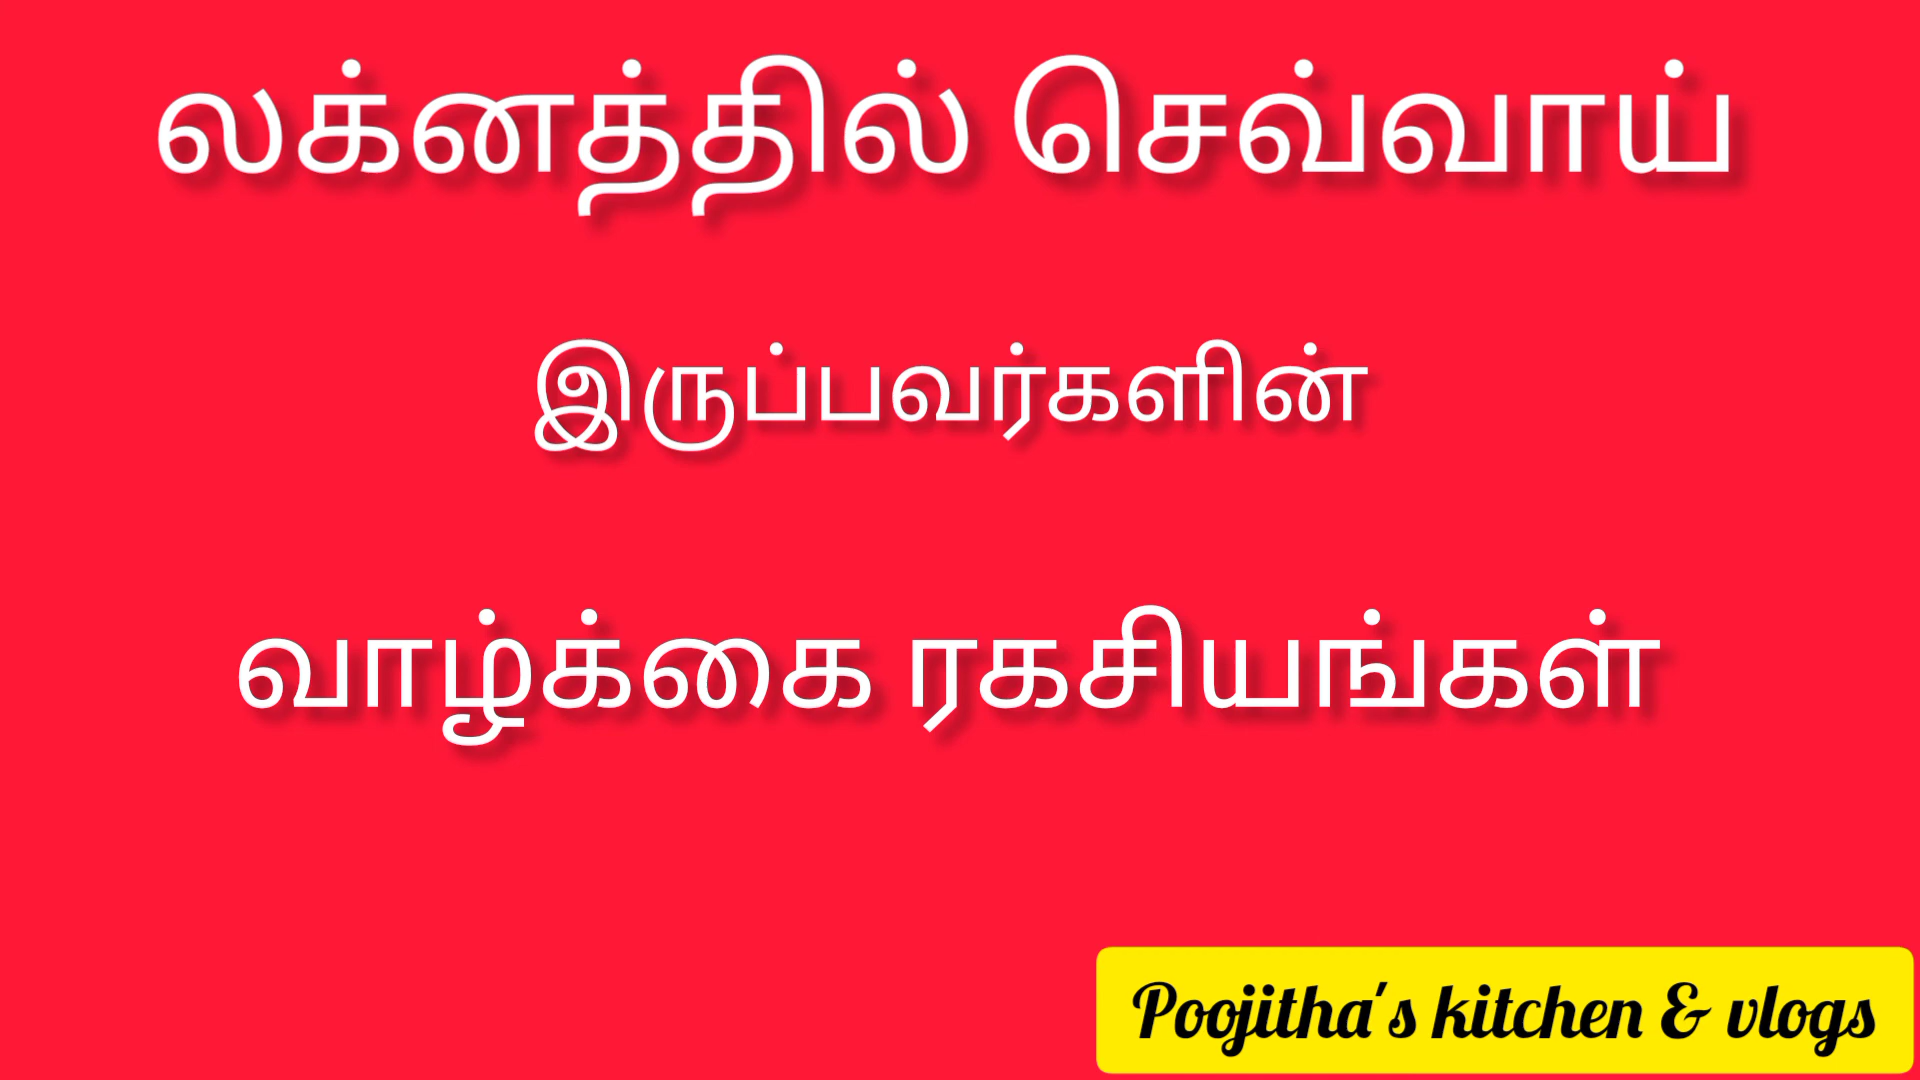 லக்னத்தில் செவ்வாய்
இருப்பவர்களின்
வாழ்க்கை ரகசியங்கள்
Poojitha's kitchen & vlogs